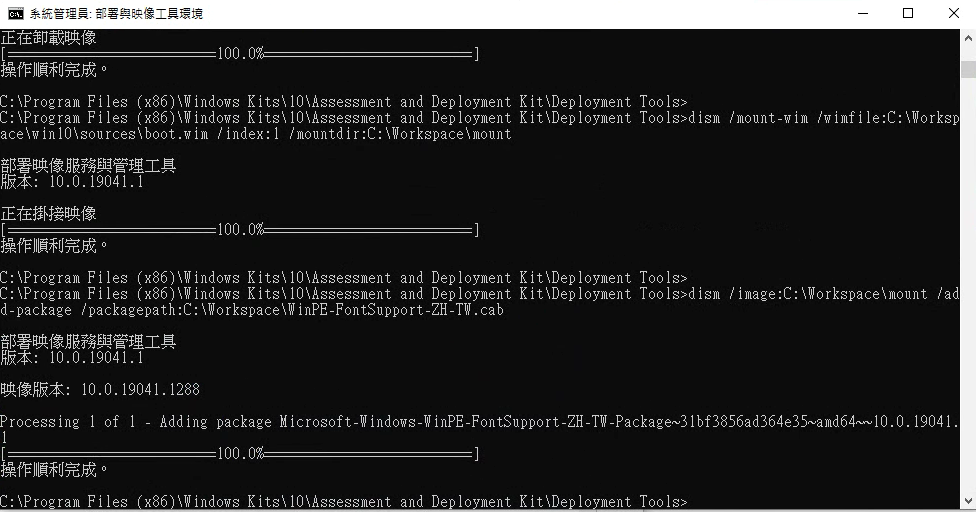 系統管理員: 部署與映像工具環境
正在卸載映像
[==========================100.0%==========================]
操作順利完成。
C:\Program Files (x86)\Windows Kits\10\Assessment and Deployment Kit\Deployment Tools>
C:\Program Files (x86)\Windows Kits\10\Assessment and Deployment Kit\Deployment Tools>dism /mount-wim /wimfile:C:\Worksp
ace\win10\sources\boot.wim /index:1 /mountdir:C:\Workspace\mount
部署映像服務與管理工具
版本: 10.0.19041.1
正在掛接映像
[==========================100.0%==========================]
操作順利完成。
C:\Program Files (x86)\Windows Kits\10\Assessment and Deployment Kit\Deployment Tools>
C:\Program Files (x86)\Windows Kits\10\Assessment and Deployment Kit\Deployment Tools>dism /image:C:\Workspace\mount /ad
d-package /packagepath:C:\Workspace\WinPE-FontSupport-ZH-TW.cab
部署映像服務與管理工具
版本: 10.0.19041.1
映像版本: 10.0.19041.1288
Processing 1 of 1 - Adding package Microsoft-Windows-WinPE-FontSupport-ZH-TW-Package~31bf3856ad364e35~amd64~~10.0.19041.
1
[==========================100.0%==========================]
操作順利完成。
C:\Program Files (x86)\Windows Kits\10\Assessment and Deployment Kit\Deployment Tools>